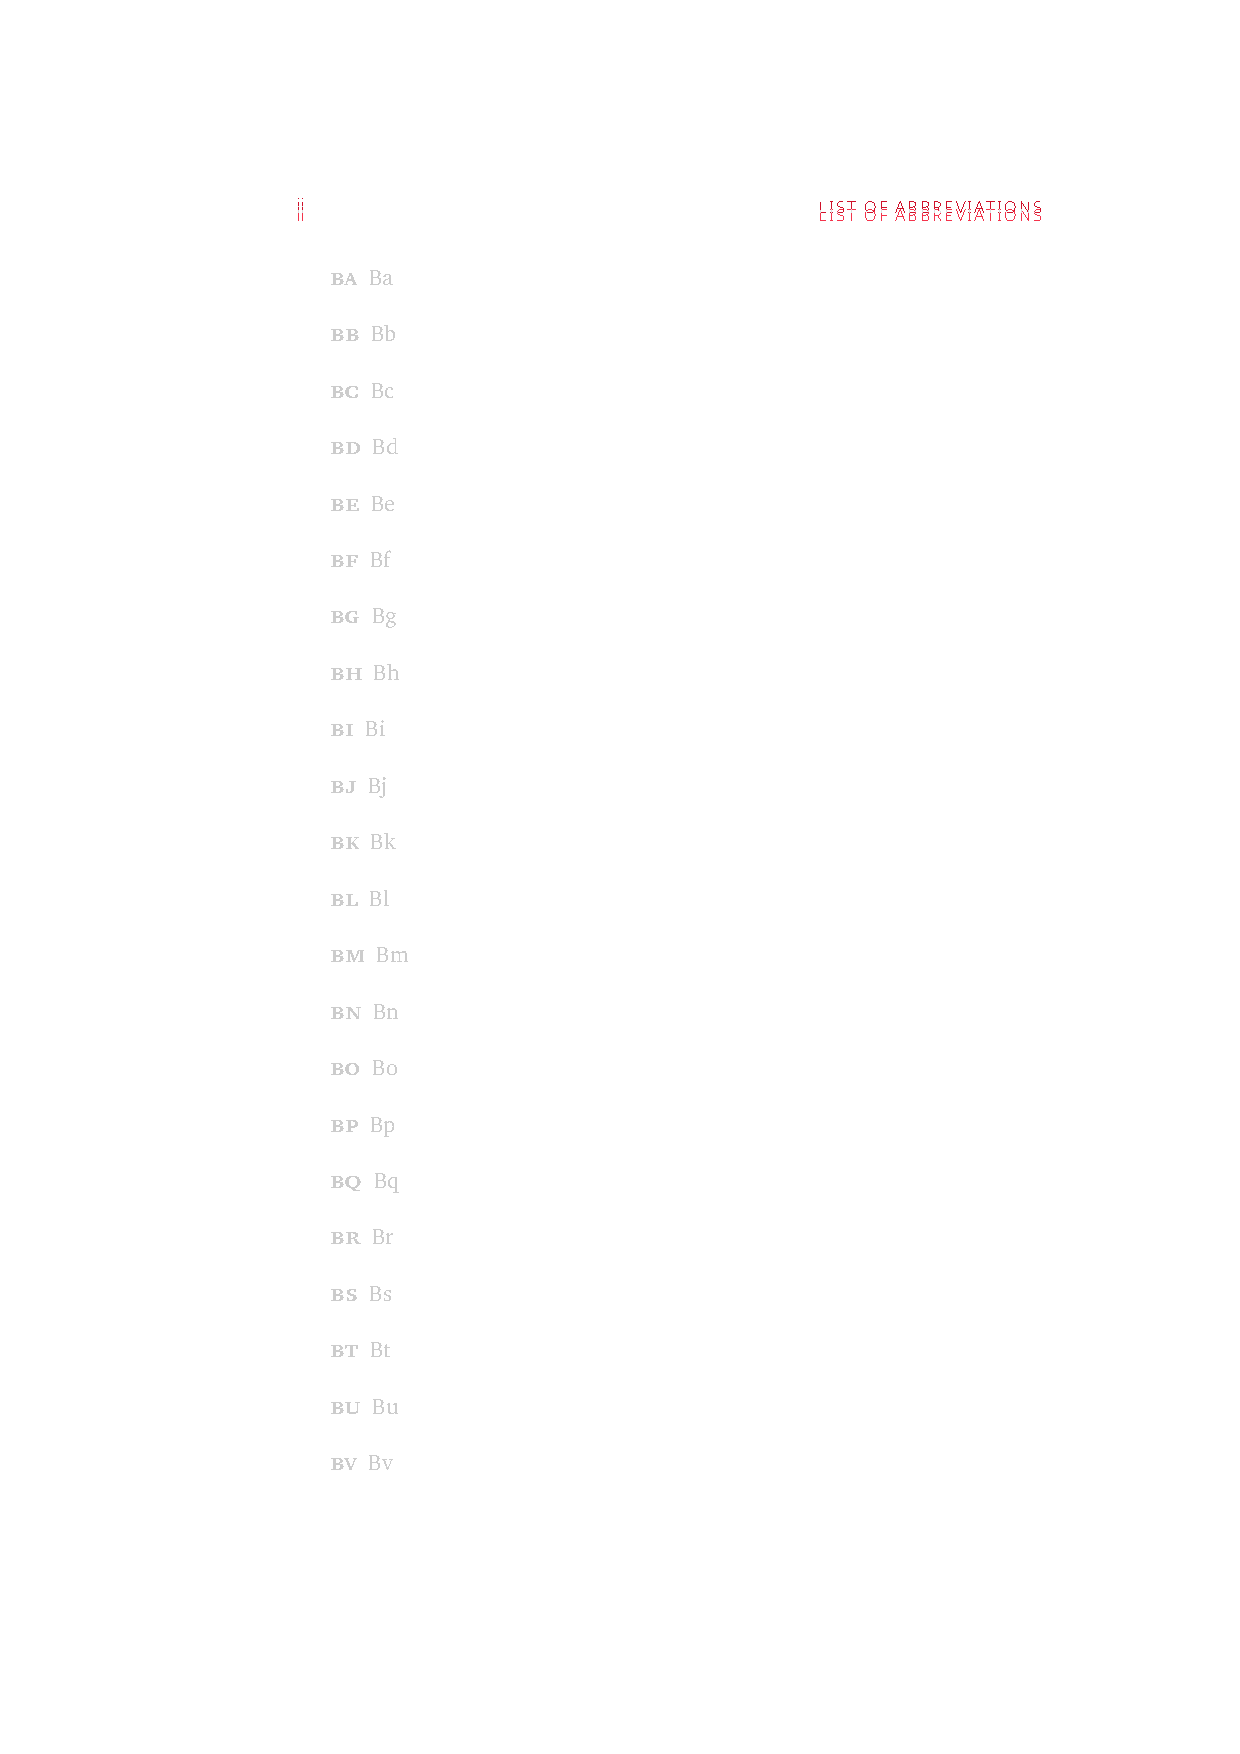 ii LIST OF ABBREVIATIONS
BA Ba
BB Bb
BC Bc
BD Bd
BE Be
BF Bf
BG Bg
BH Bh
BI Bi
BJ Bj
BK Bk
BL Bl
BM Bm
BN Bn
BO Bo
BP Bp
BQ Bq
BR Br
BS Bs
BT Bt
BU Bu
BV Bv